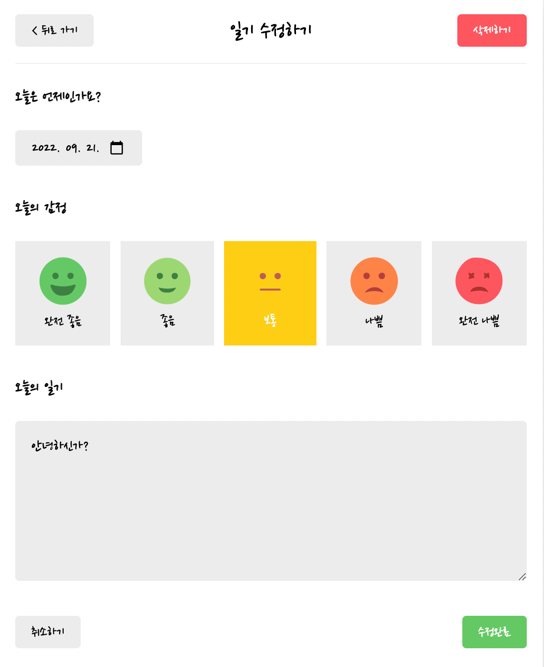 < 뒤로 가기
일기 수정하기
삭제하기
오늘은 언제인가요?
2022. 09. 21.
오늘의 감정
완전 좋음
좋음
보통
나쁨
완전 나쁨
오늘의 일기
안녕하신가?
취소하기
수정완료